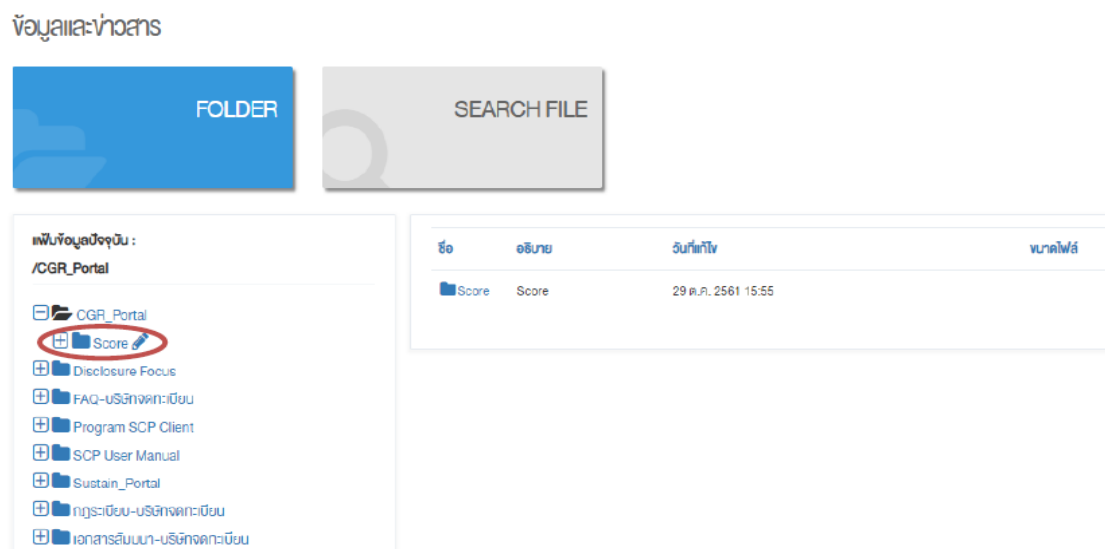 ข้อมูลและข่าวสาร
FOLDER
SEARCH FILE
แฟ้มข้อมูลปัจจุบัน :
/CGR_Portal
CGR_Portal
Score
Disclosure Focus
FAQ-บริษัทจดทะเบียน
Program SCP Client
SCP User Manual
Sustain_Portal
กฎระเบียบ-บริษัทจดทะเบียน
เอกสารสัมมนา-บริษัทจดทะเบียน
ชื่อ อธิบาย วันที่แก้ไข ขนาดไฟล์
Score Score 29 ต.ค. 2561 15:55